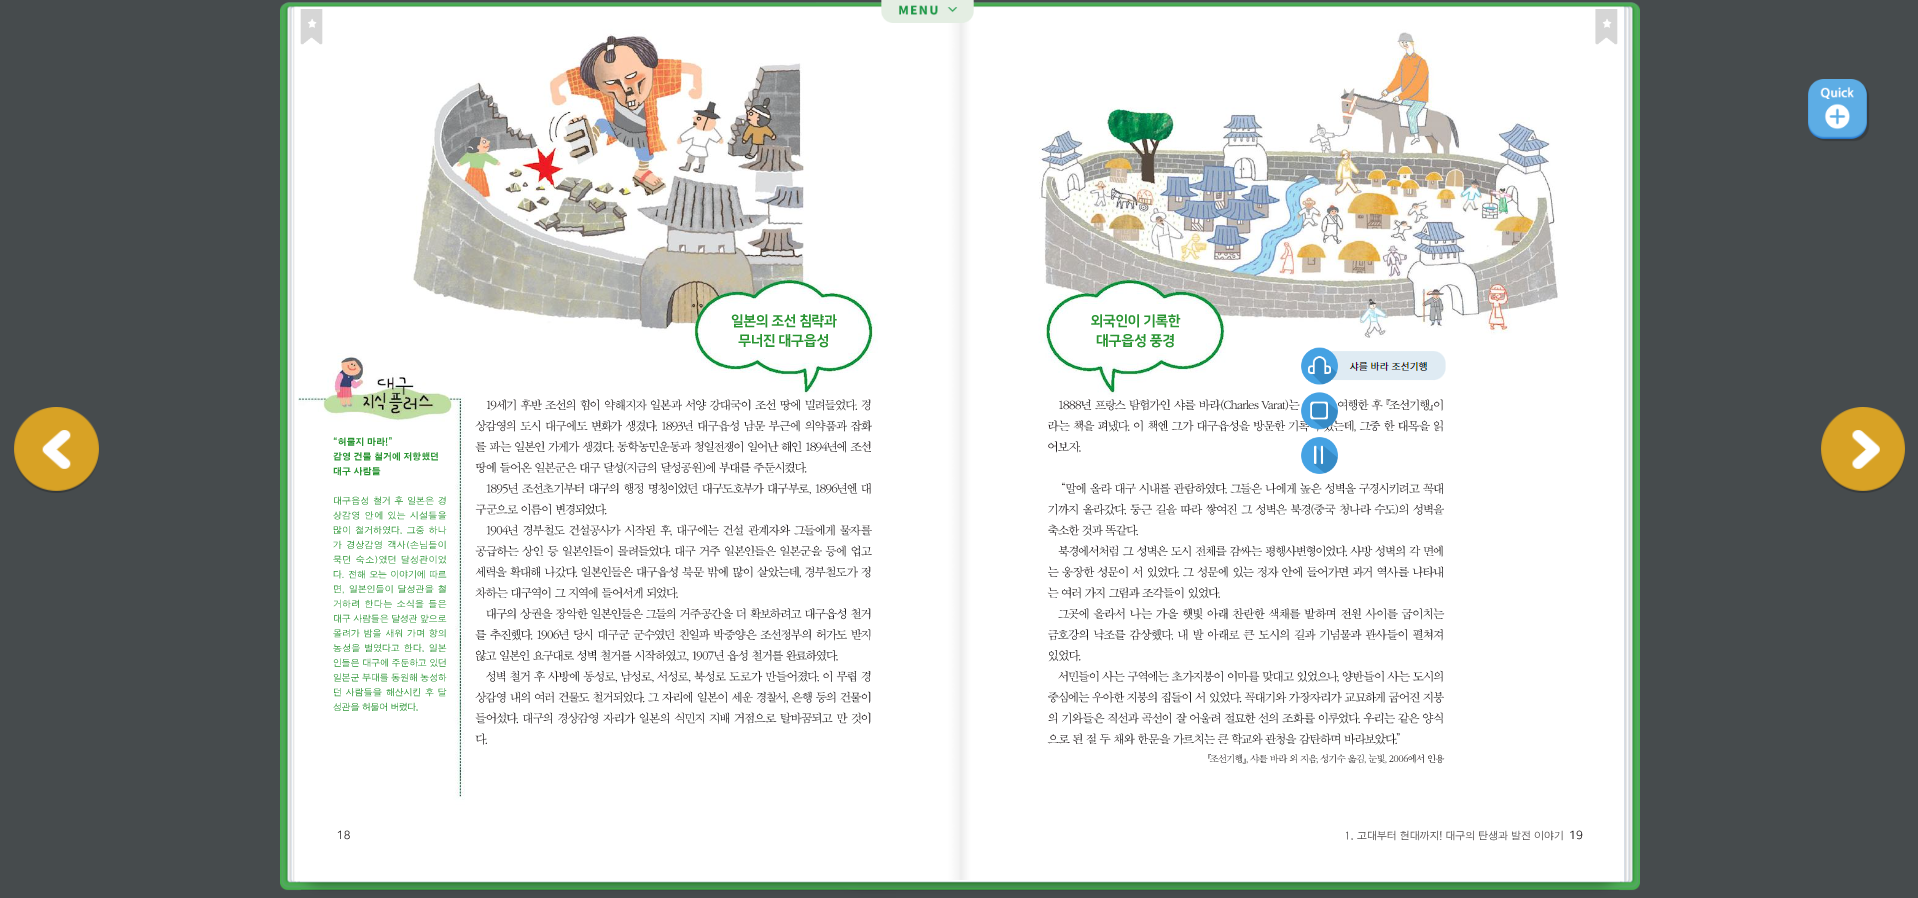 MENU
Quick
일본의 조선 침략과
무너진 대구읍성
대구
지식 플러스
“허물지 마라!”
감영 건물 철거에 저항했던
대구 사람들
대구읍성 철거 후 일본은 경
상감영 안에 있는 시설들을
많이 철거하였다. 그중 하나
가 경상감영 객사(손님들이
묵던 숙소)였던 달성관이었
다. 전해 오는 이야기에 따르
면, 일본인들이 달성관을 철
거하려 한다는 소식을 들은
대구 사람들은 달성관 앞으로
몰려가 밤을 새워 가며 항의
농성을 벌였다고 한다. 일본
인들은 대구에 주둔하고 있던
일본군 부대를 동원해 농성하
던 사람들을 해산시킨 후 달
성관을 허물어 버렸다.
19세기 후반 조선의 힘이 약해지자 일본과 서양 강대국이 조선 땅에 밀려들었다. 경
상감영의 도시 대구에도 변화가 생겼다. 1893년 대구읍성 남문 부근에 의약품과 잡화
를 파는 일본인 가게가 생겼다. 동학농민운동과 청일전쟁이 일어난 해인 1894년에 조선
땅에 들어온 일본군은 대구 달성(지금의 달성공원)에 부대를 주둔시켰다.
1895년 조선초기부터 대구의 행정 명칭이었던 대구도호부가 대구부로, 1896년엔 대
구군으로 이름이 변경되었다.
1904년 경부철도 건설공사가 시작된 후, 대구에는 건설 관계자와 그들에게 물자를
공급하는 상인 등 일본인들이 몰려들었다. 대구 거주 일본인들은 일본군을 등에 업고
세력을 확대해 나갔다. 일본인들은 대구읍성 북문 밖에 많이 살았는데, 경부철도가 정
차하는 대구역이 그 지역에 들어서게 되었다.
대구의 상권을 장악한 일본인들은 그들의 거주공간을 더 확보하려고 대구읍성 철거
를 추진했다. 1906년 당시 대구군 군수였던 친일파 박중양은 조선정부의 허가도 받지
않고 일본인 요구대로 성벽 철거를 시작하였고, 1907년 읍성 철거를 완료하였다.
성벽 철거 후 사방에 동성로, 남성로, 서성로, 북성로 도로가 만들어졌다. 이 무렵 경
상감영 내의 여러 건물도 철거되었다. 그 자리에 일본이 세운 경찰서, 은행 등의 건물이
들어섰다. 대구의 경상감영 자리가 일본의 식민지 지배 거점으로 탈바꿈되고 만 것이
다.
18
외국인이 기록한
대구읍성 풍경
샤를 바라 조선기행
1888년 프랑스 탐험가인 샤를 바라(Charles Varat)는 여행한 후 『조선기행』이
라는 책을 펴냈다. 이 책엔 그가 대구읍성을 방문한 기록 있는데, 그중 한 대목을 읽
어보자.
“말에 올라 대구 시내를 관람하였다. 그들은 나에게 높은 성벽을 구경시키려고 꼭대
기까지 올라갔다. 둥근 길을 따라 쌓여진 그 성벽은 북경(중국 청나라 수도)의 성벽을
축소한 것과 똑같다.
북경에서처럼 그 성벽은 도시 전체를 감싸는 평행사변형이었다. 사방 성벽의 각 면에
는 웅장한 성문이 서 있었다. 그 성문에 있는 정자 안에 들어가면 과거 역사를 나타내
는 여러 가지 그림과 조각들이 있었다.
그곳에 올라서 나는 가을 햇빛 아래 찬란한 색채를 발하며 전원 사이를 굽이치는
금호강의 낙조를 감상했다. 내 발 아래로 큰 도시의 길과 기념물과 관사들이 펼쳐져
있었다.
서민들이 사는 구역에는 초가지붕이 이마를 맞대고 있었으나, 양반들이 사는 도시의
중심에는 우아한 지붕의 집들이 서 있었다. 꼭대기와 가장자리가 교묘하게 굽어진 지붕
의 기와들은 직선과 곡선이 잘 어울려 절묘한 선의 조화를 이루었다. 우리는 같은 양식
으로 된 절 두 채와 한문을 가르치는 큰 학교와 관청을 감탄하며 바라보았다.”
『조선기행』, 샤를 바라 외 지음, 성기수 옮김, 눈빛, 2006에서 인용
1. 고대부터 현대까지! 대구의 탄생과 발전 이야기 19